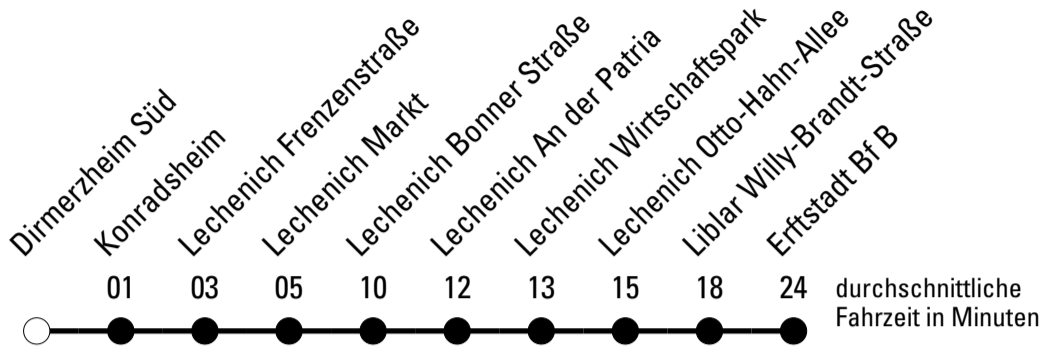 Dirmerzheim Süd
Konradsheim
Lechenich Frenzenstraße
Lechenich Markt
Lechenich Bonner Straße
Lechenich An der Patria
Lechenich Wirtschaftspark
Lechenich Otto-Hahn-Allee
Liblar Willy-Brandt-Straße
Erftstadt Bf B
01 03 05 10 12 13 15 18 24
durchschnittliche
Fahrzeit in Minuten